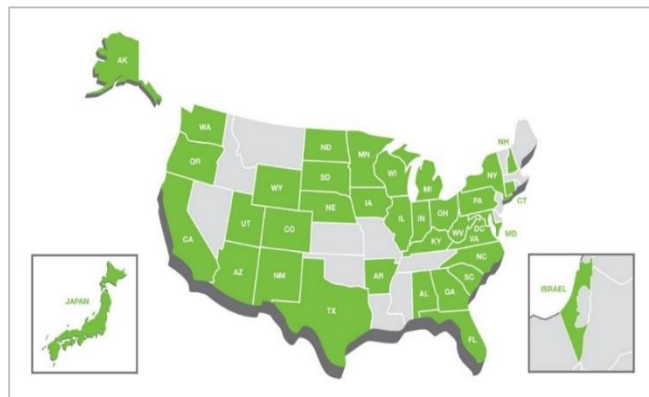 AK
WA
OR
CA
UT
AZ
WY
CO
NM
ND
SD
NE
TX
MN
IA
WI
IL
MI
IN
OH
KY
WV
VA
DC
PA
NY
NH
CT
MD
NC
SC
GA
AL
AR
FL
JAPAN
ISRAEL